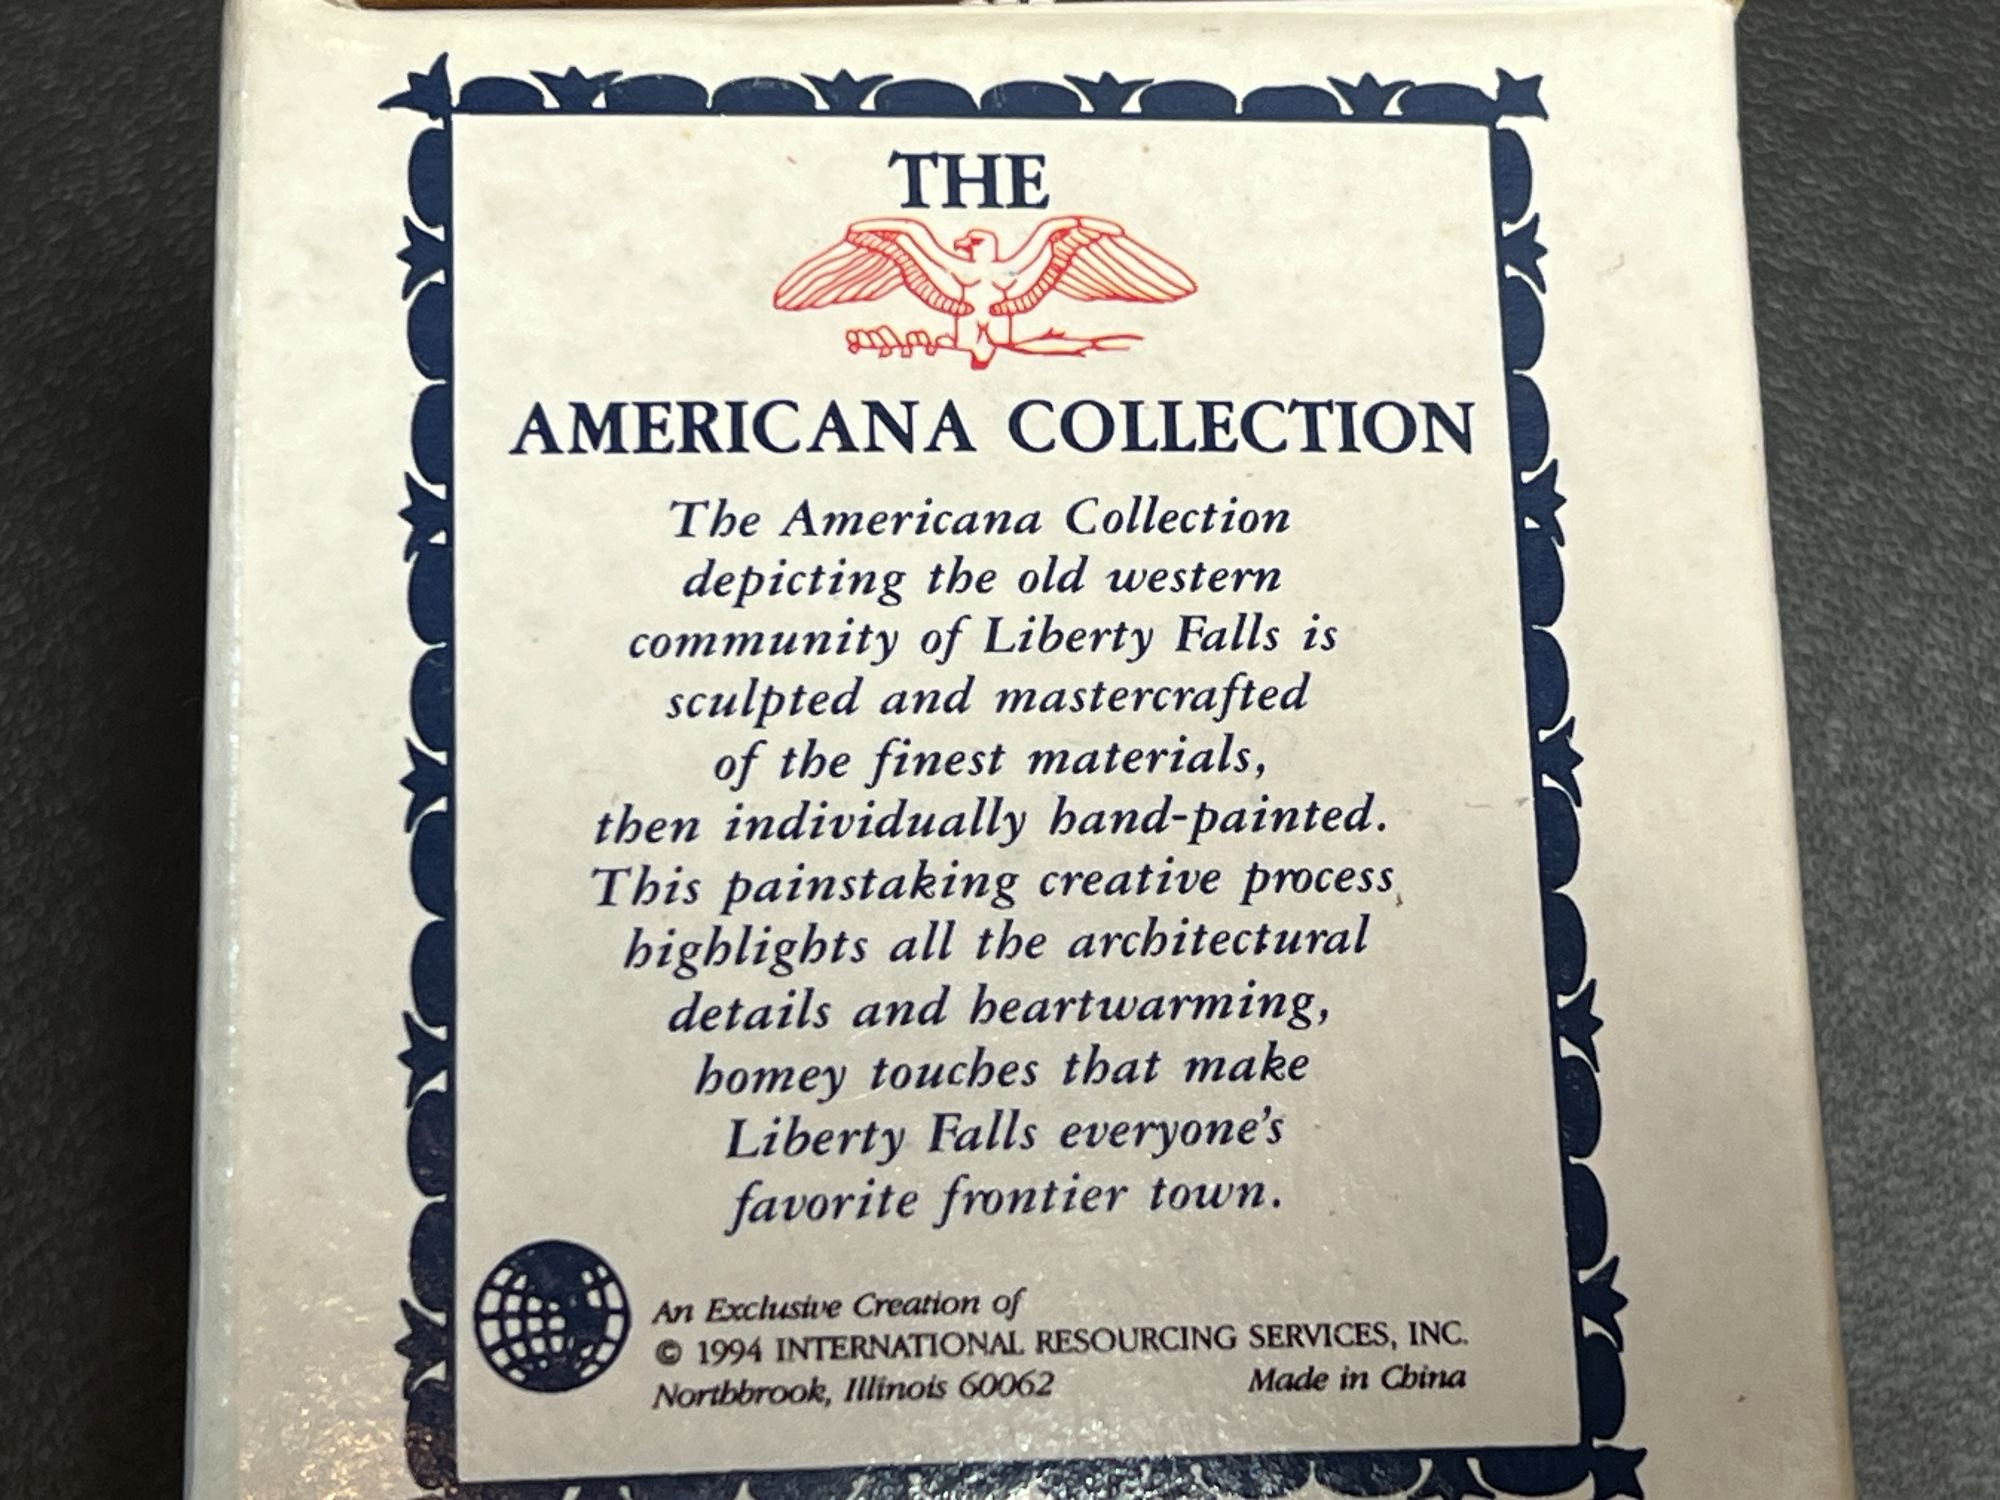 THE
AMERICANA COLLECTION
The Americana Collection
depicting the old western
community of Liberty Falls is
sculpted and mastercrafted
of the finest materials,
then individually hand-painted.
This painstaking creative process
highlights all the architectural
details and heartwarming,
homey touches that make
Liberty Falls everyone's
favorite frontier town.
An Exclusive Creation of
© 1994 INTERNATIONAL RESOURCING SERVICES, INC.
Northbrook, Illinois 60062 Made in China